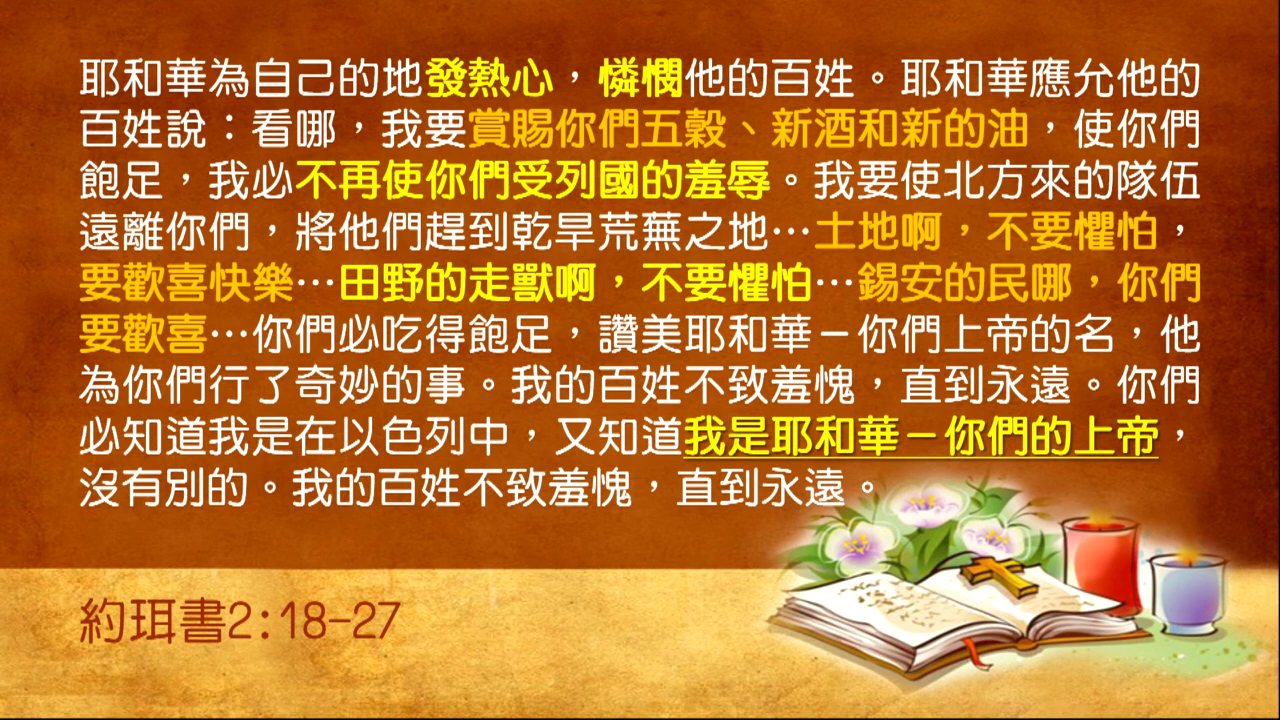 耶和華為自己的地發熱心，憐憫他的百姓。耶和華應允他的
百姓說：看哪，我要賞賜你們五穀、新酒和新的油，使你們
飽足，我必不再使你們受列國的羞辱。我要使北方來的隊伍
遠離你們，將他們趕到乾旱荒蕪之地…土地啊，不要懼怕，
要歡喜快樂…田野的走獸啊，不要懼怕…錫安的民哪，你們
要歡喜…你們必吃得飽足，讚美耶和華－你們上帝的名，他
為你們行了奇妙的事。我的百姓不致羞愧，直到永遠。你們
必知道我是在以色列中，又知道我是耶和華－你們的上帝，
沒有別的。我的百姓不致羞愧，直到永遠。
約珥書2:18-27